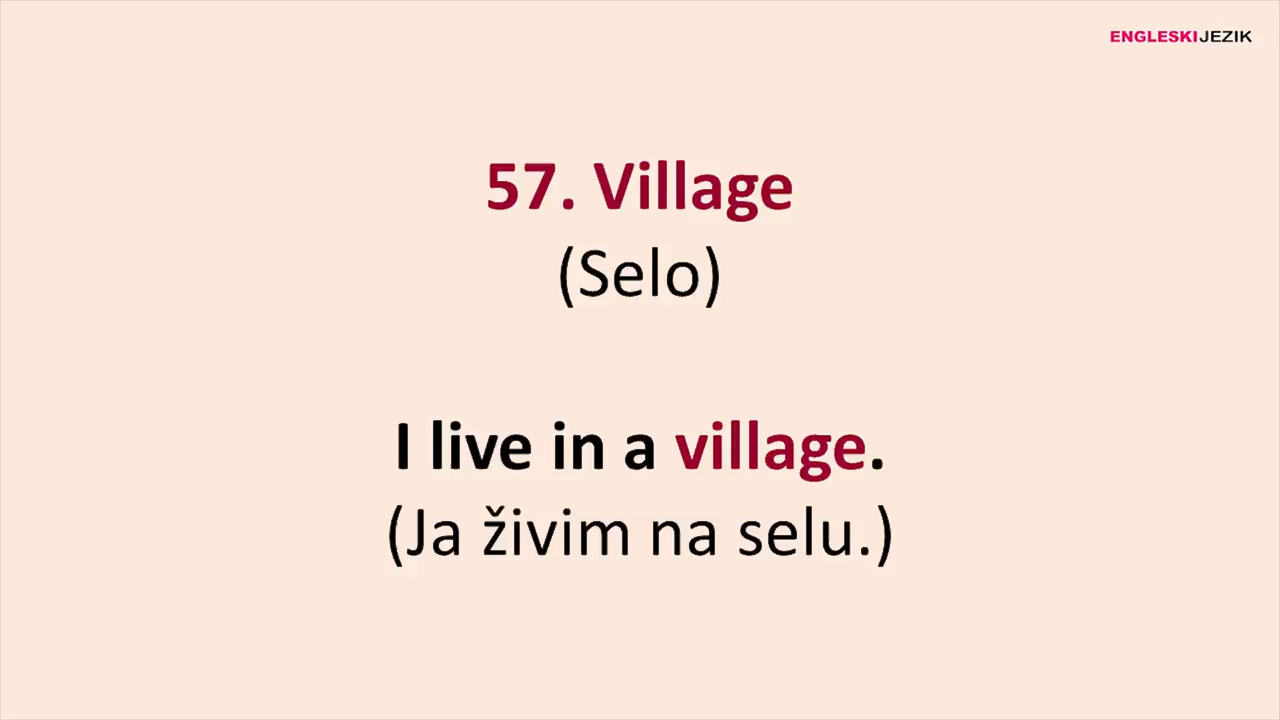 ENGLESKIJEZIK
57. Village
(Selo)
I live in a village.
(Ja živim na selu.)